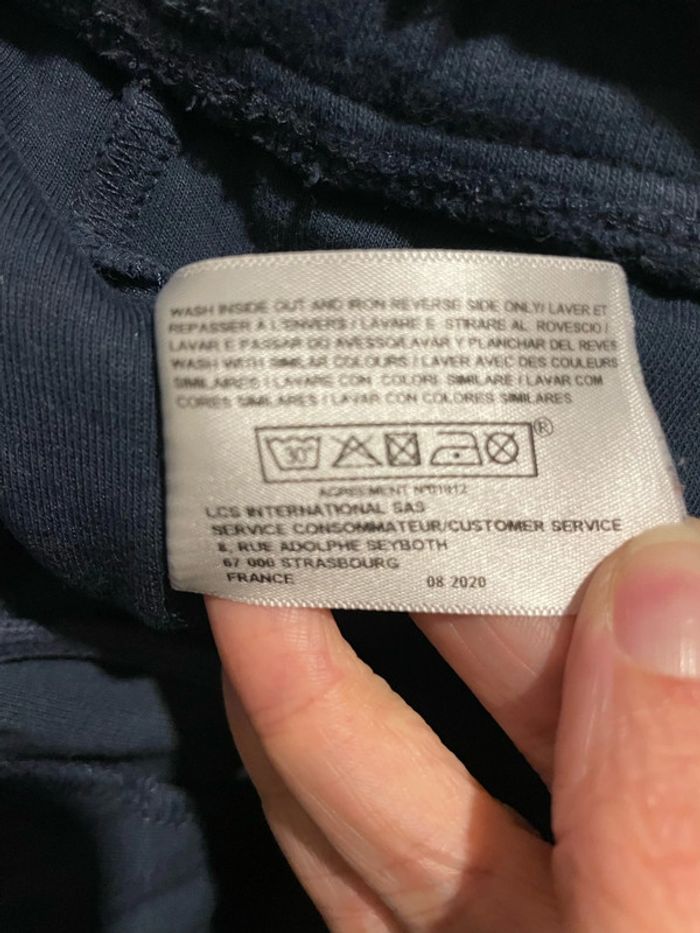 WASH INSIDE OUT AND IRON REVERSE SIDE ONLY/ LAVER ET
REPASSER A L'ENVERS / LAVARE E STIRARE AL ROVESCIO /
LAVAR E PASSAR DO AVESSO/LAVAR Y PLANCHAR DEL REVES
WASH WITH SIMILAR COLOURS / LAVER AVEC DES COULEURS
SIMILAIRES / LAVARE CON COLORI SIMILARE / LAVAR COM
CORES SIMILARES / LAVAR CON COLORES SIMILARES
30° ®
AGREEMENT N°01912
LCS INTERNATIONAL SAS
SERVICE CONSOMMATEUR/CUSTOMER SERVICE
8, RUE ADOLPHE SEYBOTH
67 000 STRASBOURG
FRANCE 08 2020